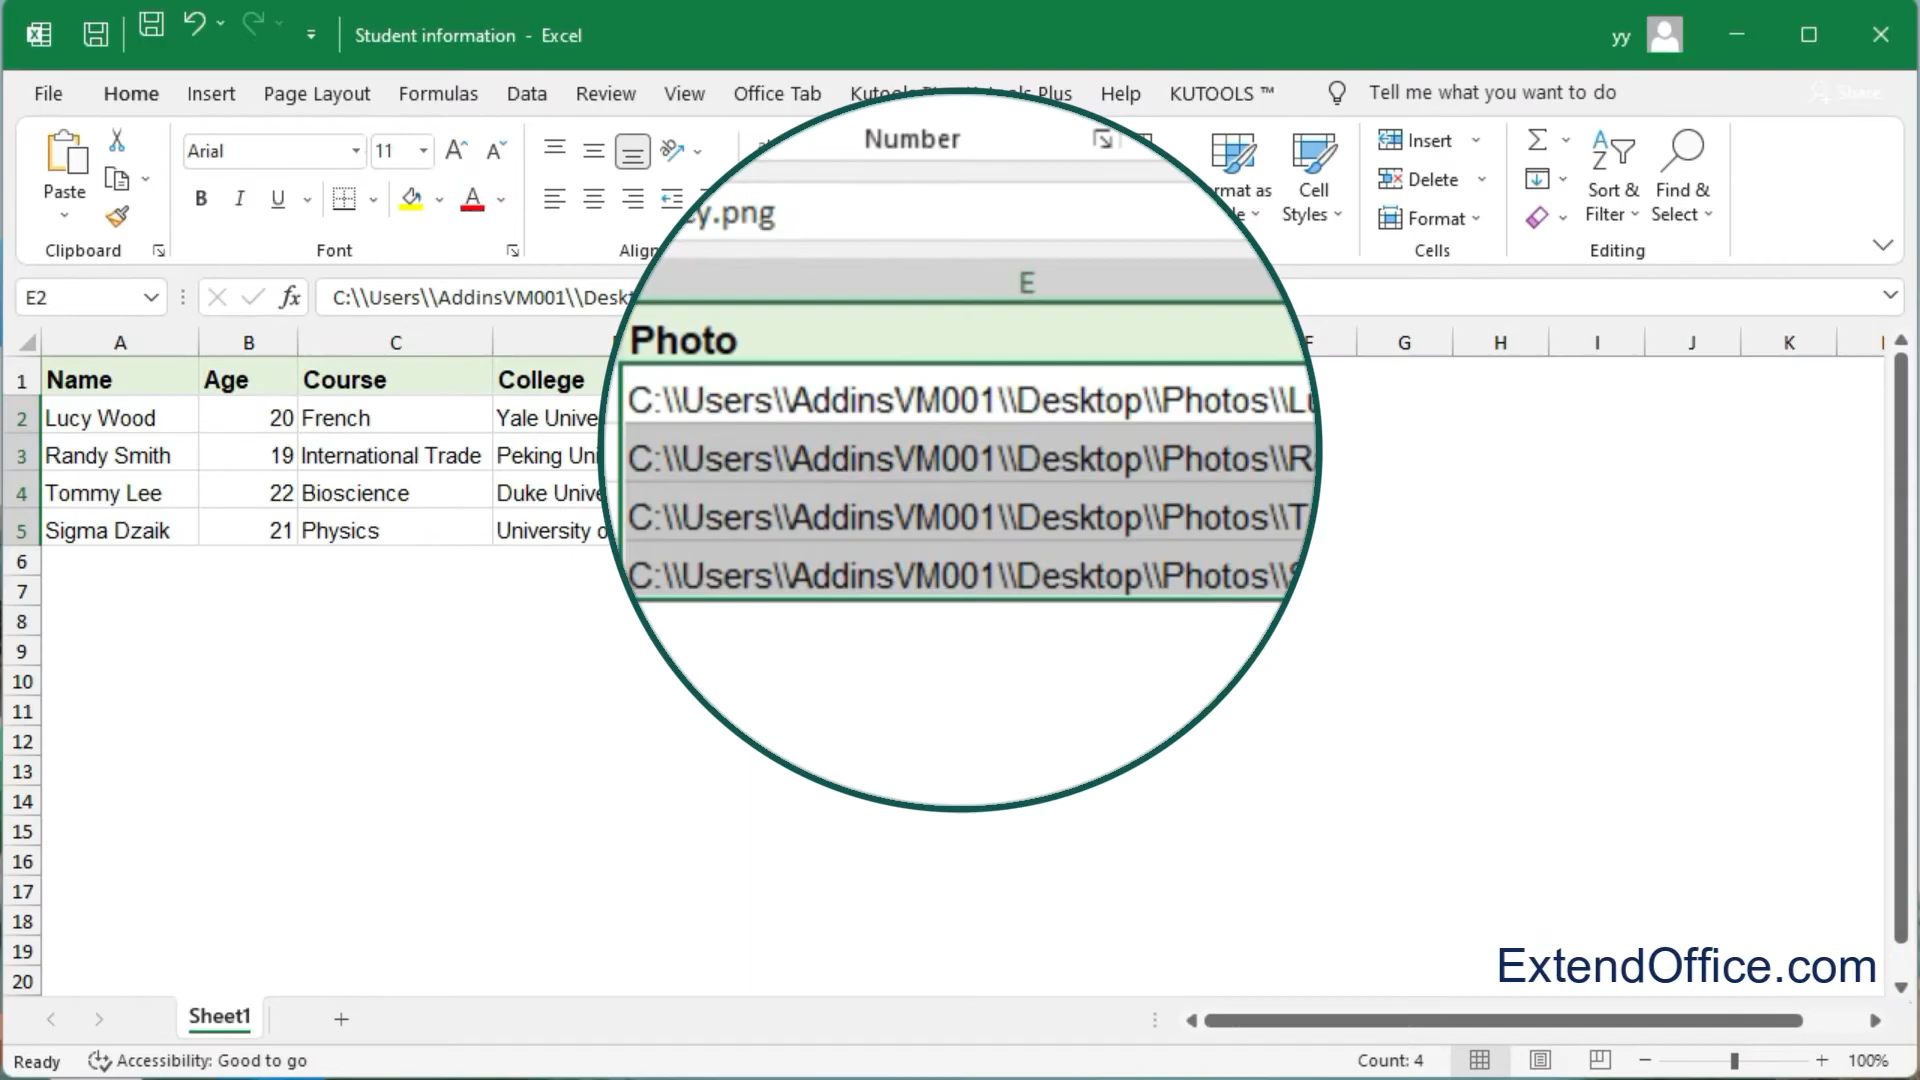 Student information - Excel
yy
File Home Insert Page Layout Formulas Data Review View Office Tab Kutools Plus Help KUTOOLS ™ Tell me what you want to do Share
Paste
Clipboard
Arial 11
B I U
Font
Number
Cell
Styles
Insert
Delete
Format
Cells
Sort &
Filter
Find &
Select
Editing
E2 fx C:\\Users\\AddinsVM001\\Desk
.png
A B C E F G H I J K
1 Name Age Course College Photo
2 Lucy Wood 20 French Yale Unive C:\\Users\\AddinsVM001\\Desktop\\Photos\\Lu
3 Randy Smith 19 International Trade Peking Uni C:\\Users\\AddinsVM001\\Desktop\\Photos\\R
4 Tommy Lee 22 Bioscience Duke Unive C:\\Users\\AddinsVM001\\Desktop\\Photos\\T
5 Sigma Dzaik 21 Physics University o C:\\Users\\AddinsVM001\\Desktop\\Photos\\S
6
7
8
9
10
11
12
13
14
15
16
17
18
19
20
ExtendOffice.com
Sheet1
Ready Accessibility: Good to go Count: 4 100%